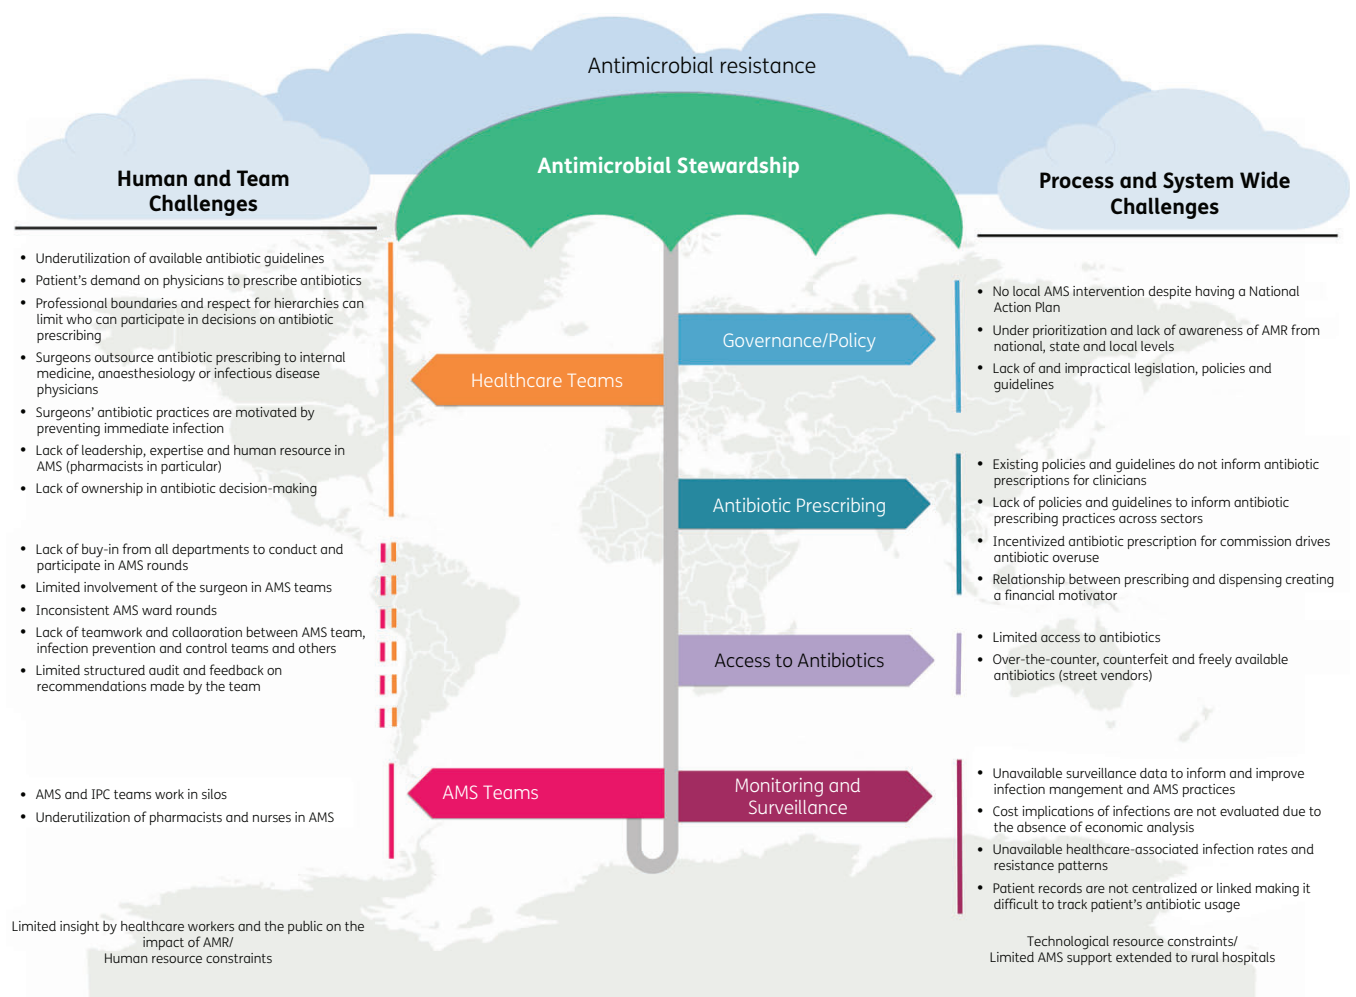 Antimicrobial resistance
Antimicrobial Stewardship
Human and Team
Challenges
• Underutilization of available antibiotic guidelines
• Patient's demand on physicians to prescribe antibiotics
• Professional boundaries and respect for hierarchies can
limit who can participate in decisions on antibiotic
prescribing
• Surgeons outsource antibiotic prescribing to internal
medicine, anaesthesiology or infectious disease
physicians
• Surgeons' antibiotic practices are motivated by
preventing immediate infection
• Lack of leadership, expertise and human resource in
AMS (pharmacists in particular)
• Lack of ownership in antibiotic decision-making
• Lack of buy-in from all departments to conduct and
participate in AMS rounds
• Limited involvement of the surgeon in AMS teams
• Inconsistent AMS ward rounds
• Lack of teamwork and collaoration between AMS team,
infection prevention and control teams and others
• Limited structured audit and feedback on
recommendations made by the team
• AMS and IPC teams work in silos
• Underutilization of pharmacists and nurses in AMS
Limited insight by healthcare workers and the public on the
impact of AMR/
Human resource constraints
Healthcare Teams
AMS Teams
Governance/Policy
Antibiotic Prescribing
Access to Antibiotics
Monitoring and
Surveillance
Process and System Wide
Challenges
• No local AMS intervention despite having a National
Action Plan
• Under prioritization and lack of awareness of AMR from
national, state and local levels
• Lack of and impractical legislation, policies and
guidelines
• Existing policies and guidelines do not inform antibiotic
prescriptions for clinicians
• Lack of policies and guidelines to inform antibiotic
prescribing practices across sectors
• Incentivized antibiotic prescription for commission drives
antibiotic overuse
• Relationship between prescribing and dispensing creating
a financial motivator
• Limited access to antibiotics
• Over-the-counter, counterfeit and freely available
antibiotics (street vendors)
• Unavailable surveillance data to inform and improve
infection mangement and AMS practices
• Cost implications of infections are not evaluated due to
the absence of economic analysis
• Unavailable healthcare-associated infection rates and
resistance patterns
• Patient records are not centralized or linked making it
difficult to track patient's antibiotic usage
Technological resource constraints/
Limited AMS support extended to rural hospitals